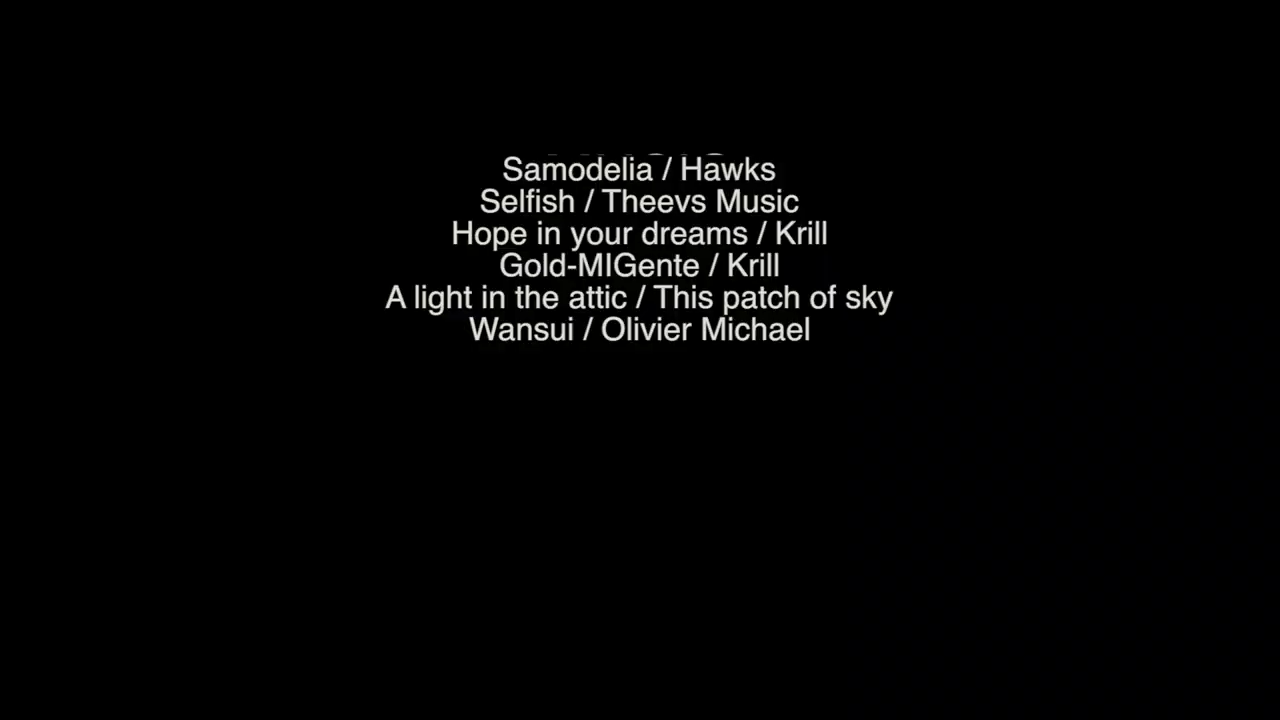 Samodelia / Hawks
Selfish / Theevs Music
Hope in your dreams / Krill
Gold-MIGente / Krill
A light in the attic / This patch of sky
Wansui / Olivier Michael